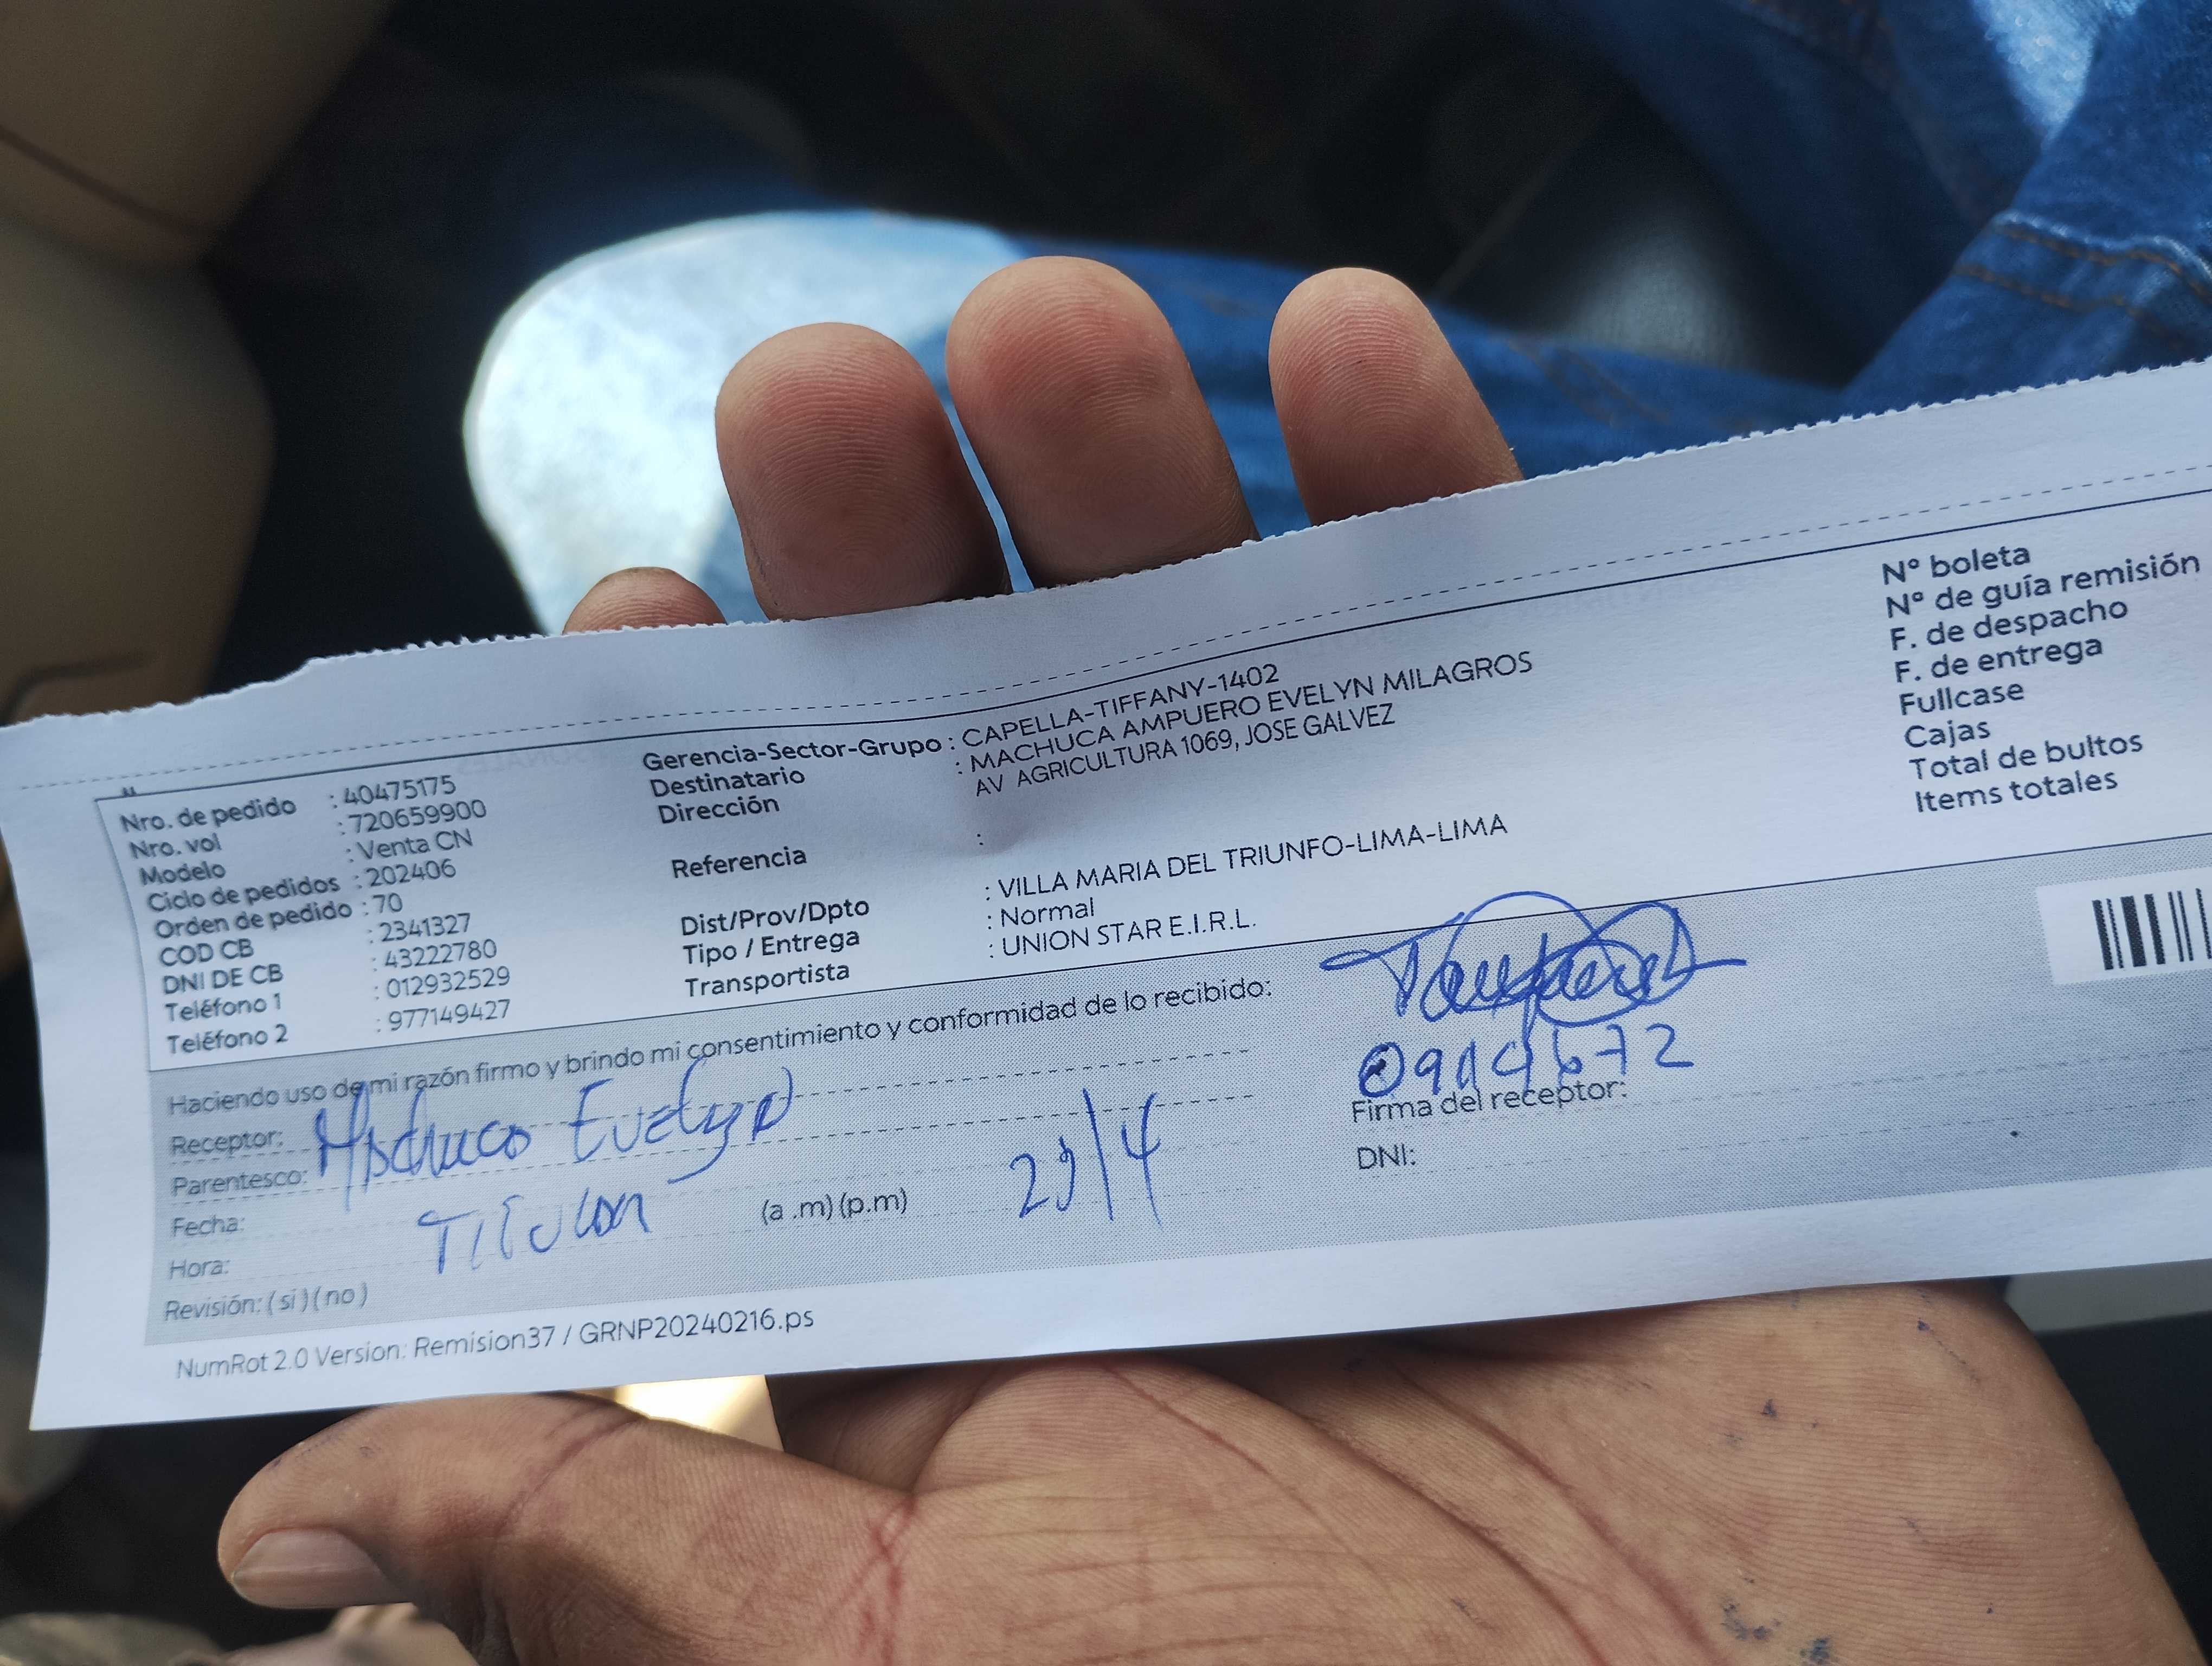 Nro. de pedido : 40475175
Nro. vol : 720659900
Modelo : Venta CN
Ciclo de pedidos : 202406
Orden de pedido : 70
COD CB : 2341327
DNI DE CB : 43222780
Teléfono 1 : 012932529
Teléfono 2 : 977149427
Gerencia-Sector-Grupo : CAPELLA-TIFFANY-1402
Destinatario : MACHUCA AMPUERO EVELYN MILAGROS
Dirección AV AGRICULTURA 1069, JOSE GALVEZ
Referencia :
Dist/Prov/Dpto : VILLA MARIA DEL TRIUNFO-LIMA-LIMA
Tipo / Entrega : Normal
Transportista : UNION STAR E.I.R.L.
Nº boleta
Nº de guía remisión
F. de despacho
F. de entrega
Fullcase
Cajas
Total de bultos
Items totales
Haciendo uso de mi razón firmo y brindo mi consentimiento y conformidad de lo recibido:
Receptor: Machuca Evelyn
Parentesco: Titular
Fecha: 29/4
Hora: (a .m) (p.m)
Revisión: ( si ) ( no )
Firma del receptor:
DNI:
NumRot 2.0 Version: Remision37 / GRNP20240216.ps